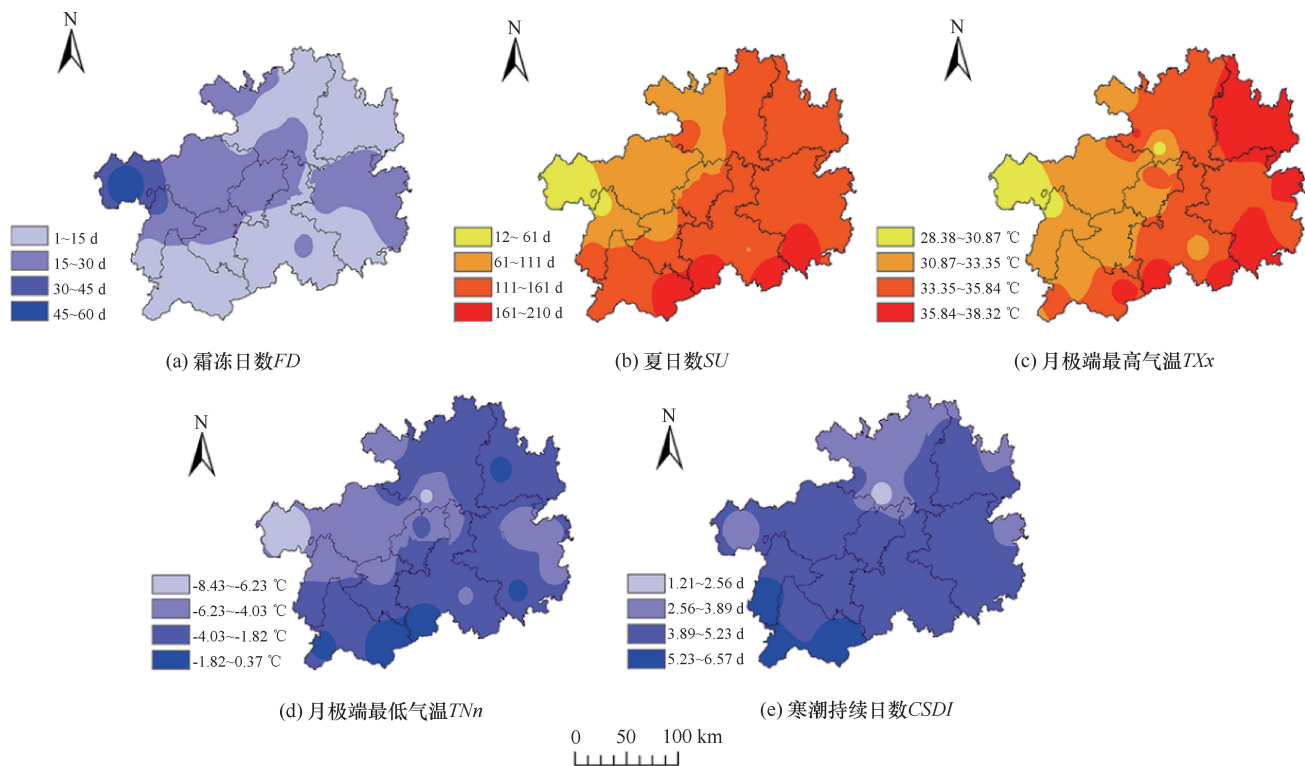 N
N
N
1~15 d
15~30 d
30~45 d
45~60 d
12~ 61 d
61~111 d
111~161 d
161~210 d
28.38~30.87 ℃
30.87~33.35 ℃
33.35~35.84 ℃
35.84~38.32 ℃
(a) 霜冻日数FD
(b) 夏日数SU
(c) 月极端最高气温TXx
N
N
-8.43~-6.23 ℃
-6.23~-4.03 ℃
-4.03~-1.82 ℃
-1.82~0.37 ℃
1.21~2.56 d
2.56~3.89 d
3.89~5.23 d
5.23~6.57 d
(d) 月极端最低气温TNn
(e) 寒潮持续日数CSDI
0 50 100 km